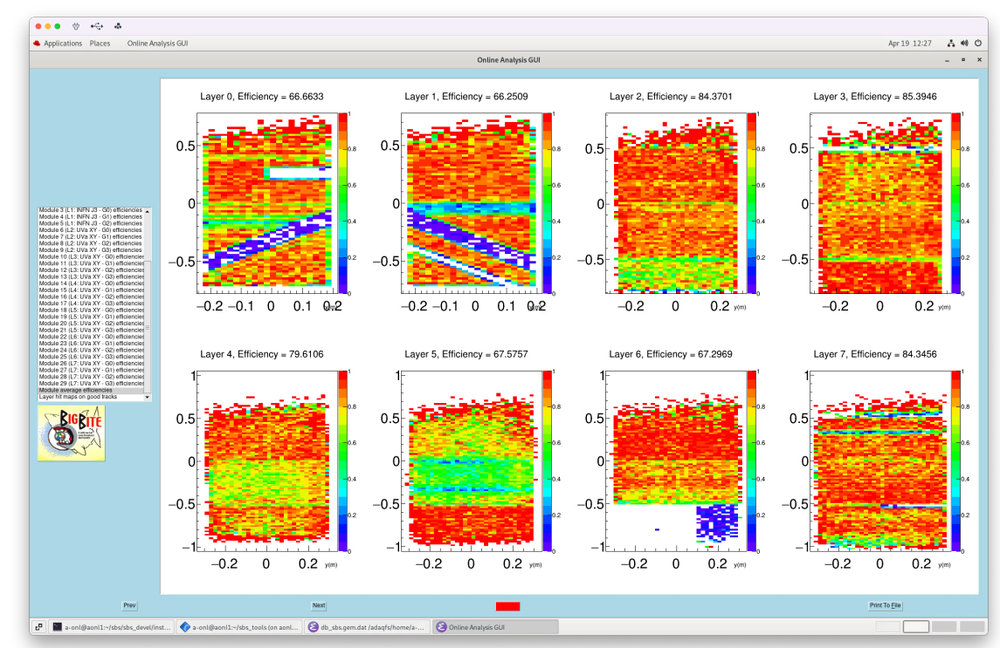 Applications Places Online Analysis GUI Apr 19 12:27
Online Analysis GUI
Layer 0, Efficiency = 66.6633
Layer 1, Efficiency = 66.2509
Layer 2, Efficiency = 84.3701
Layer 3, Efficiency = 85.3946
0.5 0 −0.5
−0.2 −0.1 0 0.1 0.2 y(m)
1 0.8 0.6 0.4 0.2 0
0.5 0 −0.5
−0.2 −0.1 0 0.1 0.2 y(m)
1 0.8 0.6 0.4 0.2 0
0.5 0 −0.5
−0.2 0 0.2 y(m)
1 0.8 0.6 0.4 0.2 0
0.5 0 −0.5
−0.2 0 0.2 y(m)
1 0.8 0.6 0.4 0.2 0
Module 3 (L1: INFN J3 - G0) efficiencies
Module 4 (L1: INFN J3 - G1) efficiencies
Module 5 (L1: INFN J3 - G2) efficiencies
Module 6 (L2: UVa XY - G0) efficiencies
Module 7 (L2: UVa XY - G1) efficiencies
Module 8 (L2: UVa XY - G2) efficiencies
Module 9 (L2: UVa XY - G3) efficiencies
Module 10 (L3: UVa XY - G0) efficiencies
Module 11 (L3: UVa XY - G1) efficiencies
Module 12 (L3: UVa XY - G2) efficiencies
Module 13 (L3: UVa XY - G3) efficiencies
Module 14 (L4: UVa XY - G0) efficiencies
Module 15 (L4: UVa XY - G1) efficiencies
Module 16 (L4: UVa XY - G2) efficiencies
Module 17 (L4: UVa XY - G3) efficiencies
Module 18 (L5: UVa XY - G0) efficiencies
Module 19 (L5: UVa XY - G1) efficiencies
Module 20 (L5: UVa XY - G2) efficiencies
Module 21 (L5: UVa XY - G3) efficiencies
Module 22 (L6: UVa XY - G0) efficiencies
Module 23 (L6: UVa XY - G1) efficiencies
Module 24 (L6: UVa XY - G2) efficiencies
Module 25 (L6: UVa XY - G3) efficiencies
Module 26 (L7: UVa XY - G0) efficiencies
Module 27 (L7: UVa XY - G1) efficiencies
Module 28 (L7: UVa XY - G2) efficiencies
Module 29 (L7: UVa XY - G3) efficiencies
Module average efficiencies
Layer hit maps on good tracks
BIGBITE
Layer 4, Efficiency = 79.6106
Layer 5, Efficiency = 67.5757
Layer 6, Efficiency = 67.2969
Layer 7, Efficiency = 84.3456
1 0.5 0 −0.5 −1
−0.2 0 0.2 y(m)
1 0.8 0.6 0.4 0.2 0
1 0.5 0 −0.5 −1
−0.2 0 0.2 y(m)
1 0.8 0.6 0.4 0.2 0
1 0.5 0 −0.5 −1
−0.2 0 0.2 y(m)
1 0.8 0.6 0.4 0.2 0
1 0.5 0 −0.5 −1
−0.2 0 0.2 y(m)
1 0.8 0.6 0.4 0.2 0
Prev Next Print To File
a-onl@aonl1:~/sbs/sbs_devel/inst... a-onl@aonl1:~/sbs_tools (on aonl... db_sbs.gem.dat /adaqfs/home/a-... Online Analysis GUI